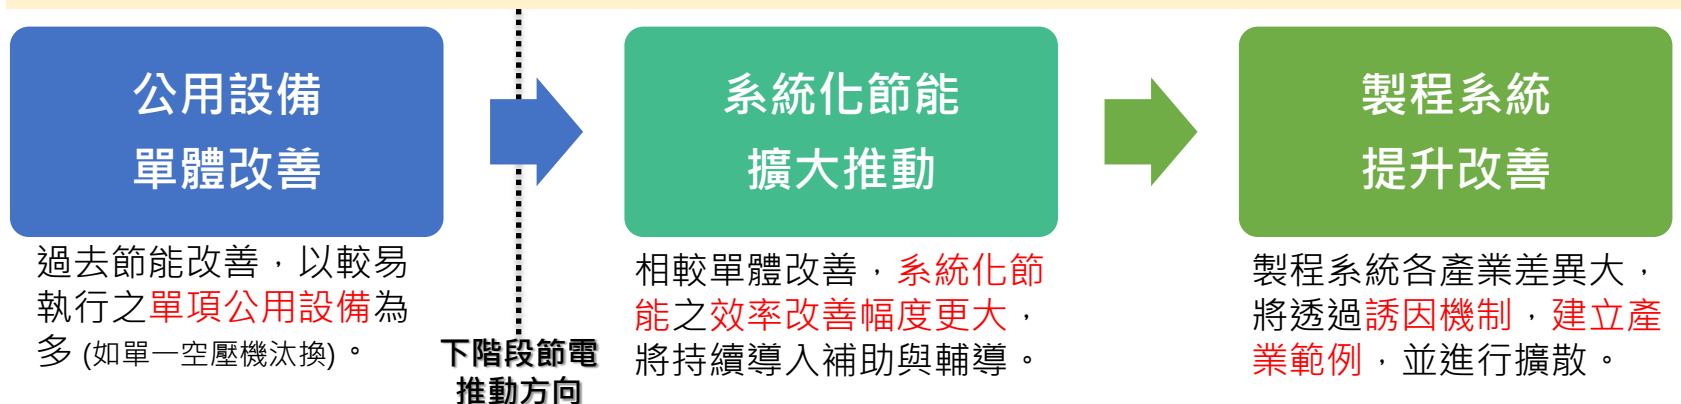 公用設備
單體改善
系統化節能
擴大推動
製程系統
提升改善
過去節能改善，以較易
執行之單項公用設備為
多 (如單一空壓機汰換)。
下階段節電
推動方向
相較單體改善，系統化節
能之效率改善幅度更大，
將持續導入補助與輔導。
製程系統各產業差異大，
將透過誘因機制，建立產
業範例，並進行擴散。